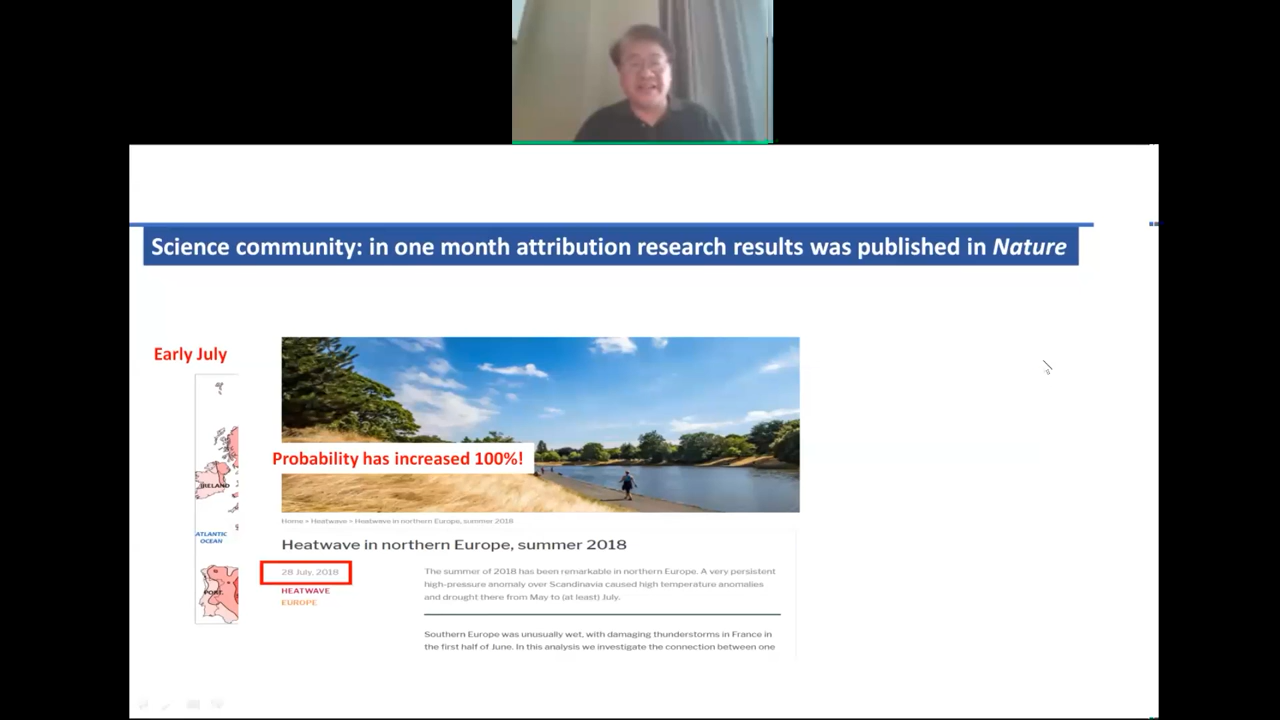 Science community: in one month attribution research results was published in Nature
Early July
IRELAND
ATLANTIC
OCEAN
PORT.
Probability has increased 100%!
Home > Heatwave > Heatwave in northern Europe, summer 2018
Heatwave in northern Europe, summer 2018
28 July, 2018
HEATWAVE
EUROPE
The summer of 2018 has been remarkable in northern Europe. A very persistent
high-pressure anomaly over Scandinavia caused high temperature anomalies
and drought there from May to (at least) July.
Southern Europe was unusually wet, with damaging thunderstorms in France in
the first half of June. In this analysis we investigate the connection between one